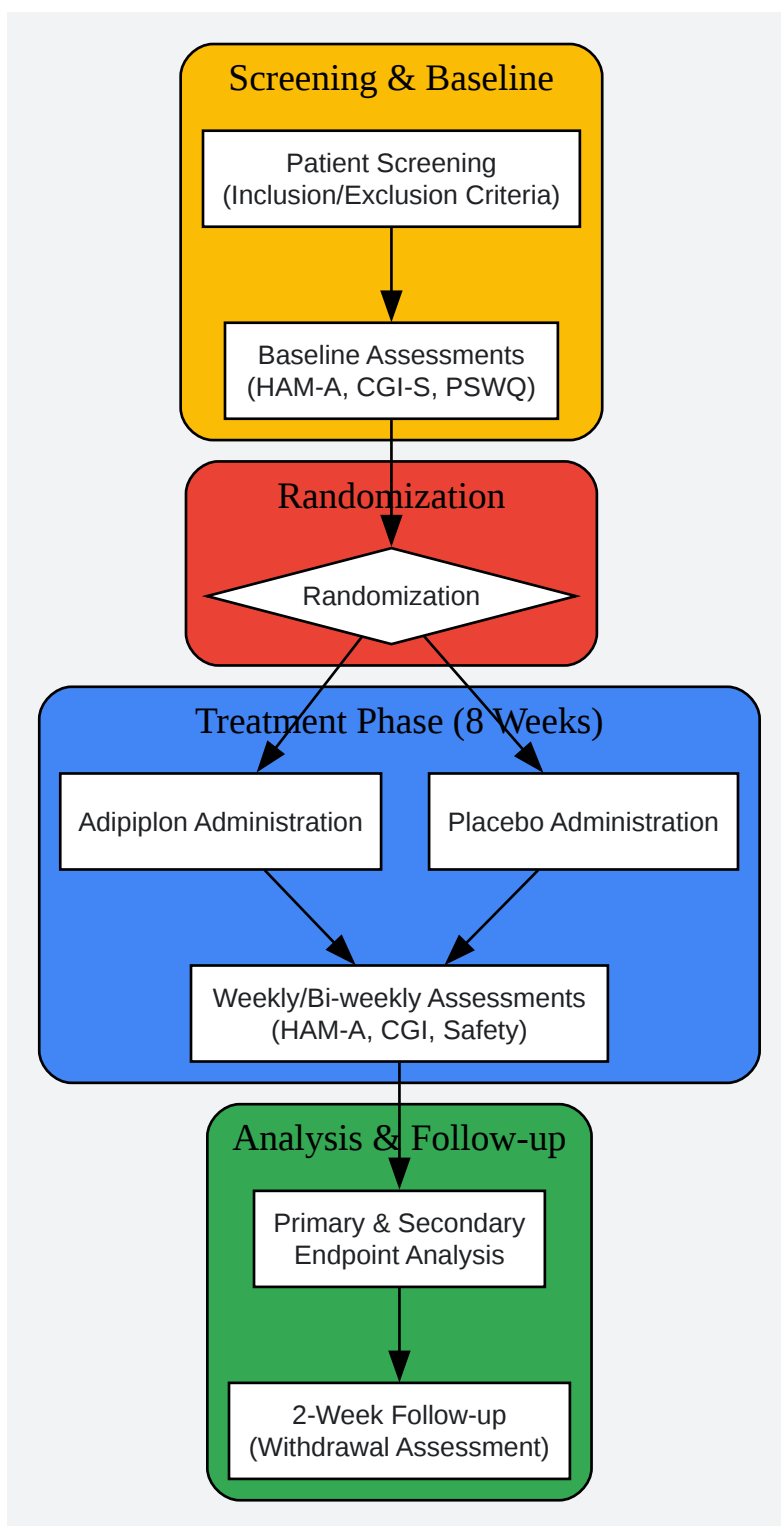 Screening & Baseline
Patient Screening
(Inclusion/Exclusion Criteria)
Baseline Assessments
(HAM-A, CGI-S, PSWQ)
Randomization
Randomization
Treatment Phase (8 Weeks)
Adipiplon Administration
Placebo Administration
Weekly/Bi-weekly Assessments
(HAM-A, CGI, Safety)
Analysis & Follow-up
Primary & Secondary
Endpoint Analysis
2-Week Follow-up
(Withdrawal Assessment)